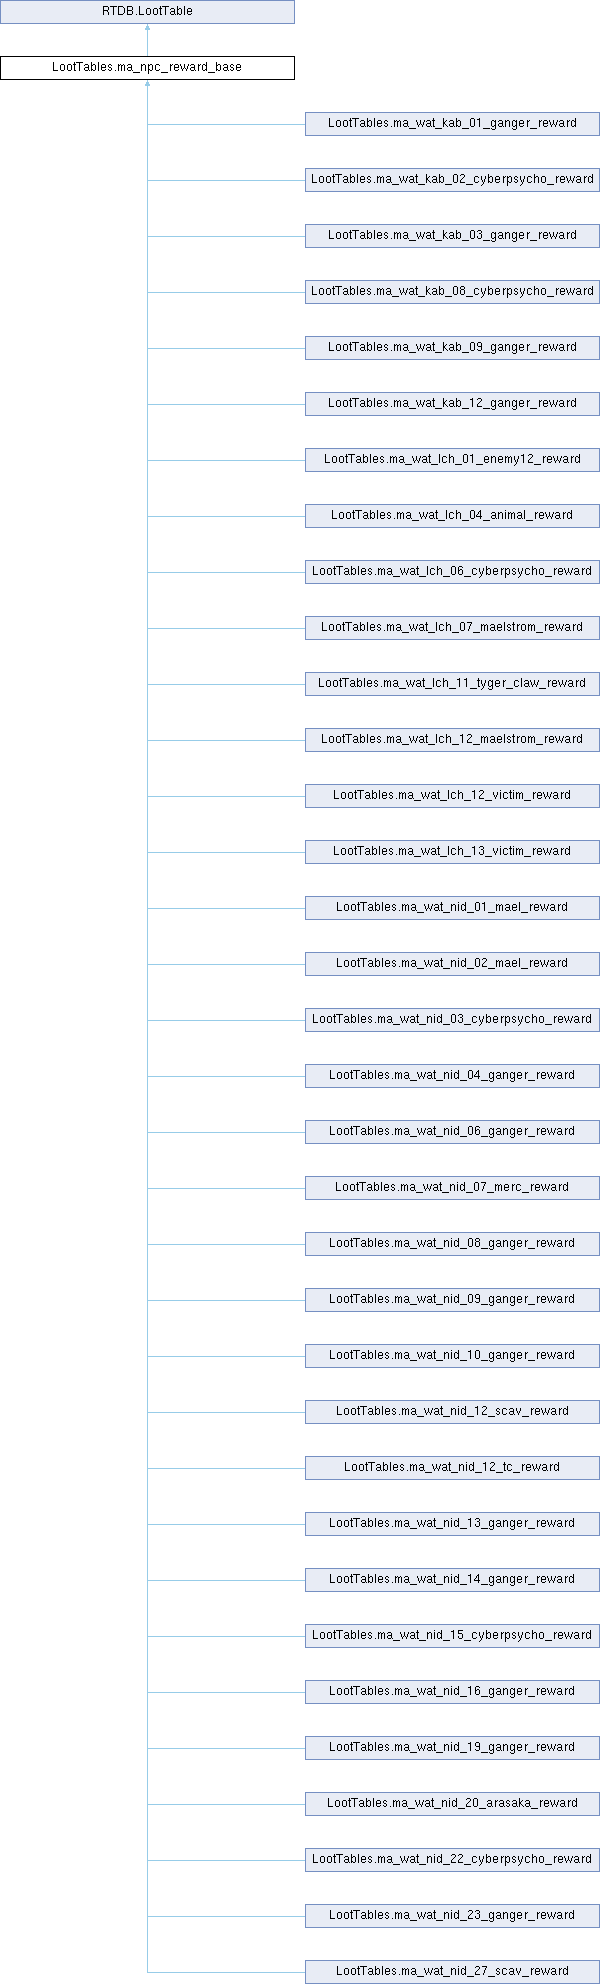 RTDB.LootTable
LootTables.ma_npc_reward_base
LootTables.ma_wat_kab_01_ganger_reward
LootTables.ma_wat_kab_02_cyberpsycho_reward
LootTables.ma_wat_kab_03_ganger_reward
LootTables.ma_wat_kab_08_cyberpsycho_reward
LootTables.ma_wat_kab_09_ganger_reward
LootTables.ma_wat_kab_12_ganger_reward
LootTables.ma_wat_lch_01_enemy12_reward
LootTables.ma_wat_lch_04_animal_reward
LootTables.ma_wat_lch_06_cyberpsycho_reward
LootTables.ma_wat_lch_07_maelstrom_reward
LootTables.ma_wat_lch_11_tyger_claw_reward
LootTables.ma_wat_lch_12_maelstrom_reward
LootTables.ma_wat_lch_12_victim_reward
LootTables.ma_wat_lch_13_victim_reward
LootTables.ma_wat_nid_01_mael_reward
LootTables.ma_wat_nid_02_mael_reward
LootTables.ma_wat_nid_03_cyberpsycho_reward
LootTables.ma_wat_nid_04_ganger_reward
LootTables.ma_wat_nid_06_ganger_reward
LootTables.ma_wat_nid_07_merc_reward
LootTables.ma_wat_nid_08_ganger_reward
LootTables.ma_wat_nid_09_ganger_reward
LootTables.ma_wat_nid_10_ganger_reward
LootTables.ma_wat_nid_12_scav_reward
LootTables.ma_wat_nid_12_tc_reward
LootTables.ma_wat_nid_13_ganger_reward
LootTables.ma_wat_nid_14_ganger_reward
LootTables.ma_wat_nid_15_cyberpsycho_reward
LootTables.ma_wat_nid_16_ganger_reward
LootTables.ma_wat_nid_19_ganger_reward
LootTables.ma_wat_nid_20_arasaka_reward
LootTables.ma_wat_nid_22_cyberpsycho_reward
LootTables.ma_wat_nid_23_ganger_reward
LootTables.ma_wat_nid_27_scav_reward